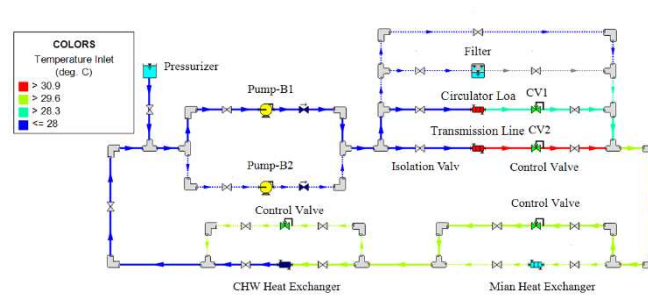 COLORS
Temperature Inlet
(deg. C)
> 30.9
> 29.6
> 28.3
<= 28
Pressurizer
Pump-B1
Pump-B2
Filter
Circulator Loa
CV1
Transmission Line
CV2
Isolation Valv
Control Valve
Control Valve
Control Valve
CHW Heat Exchanger
Mian Heat Exchanger